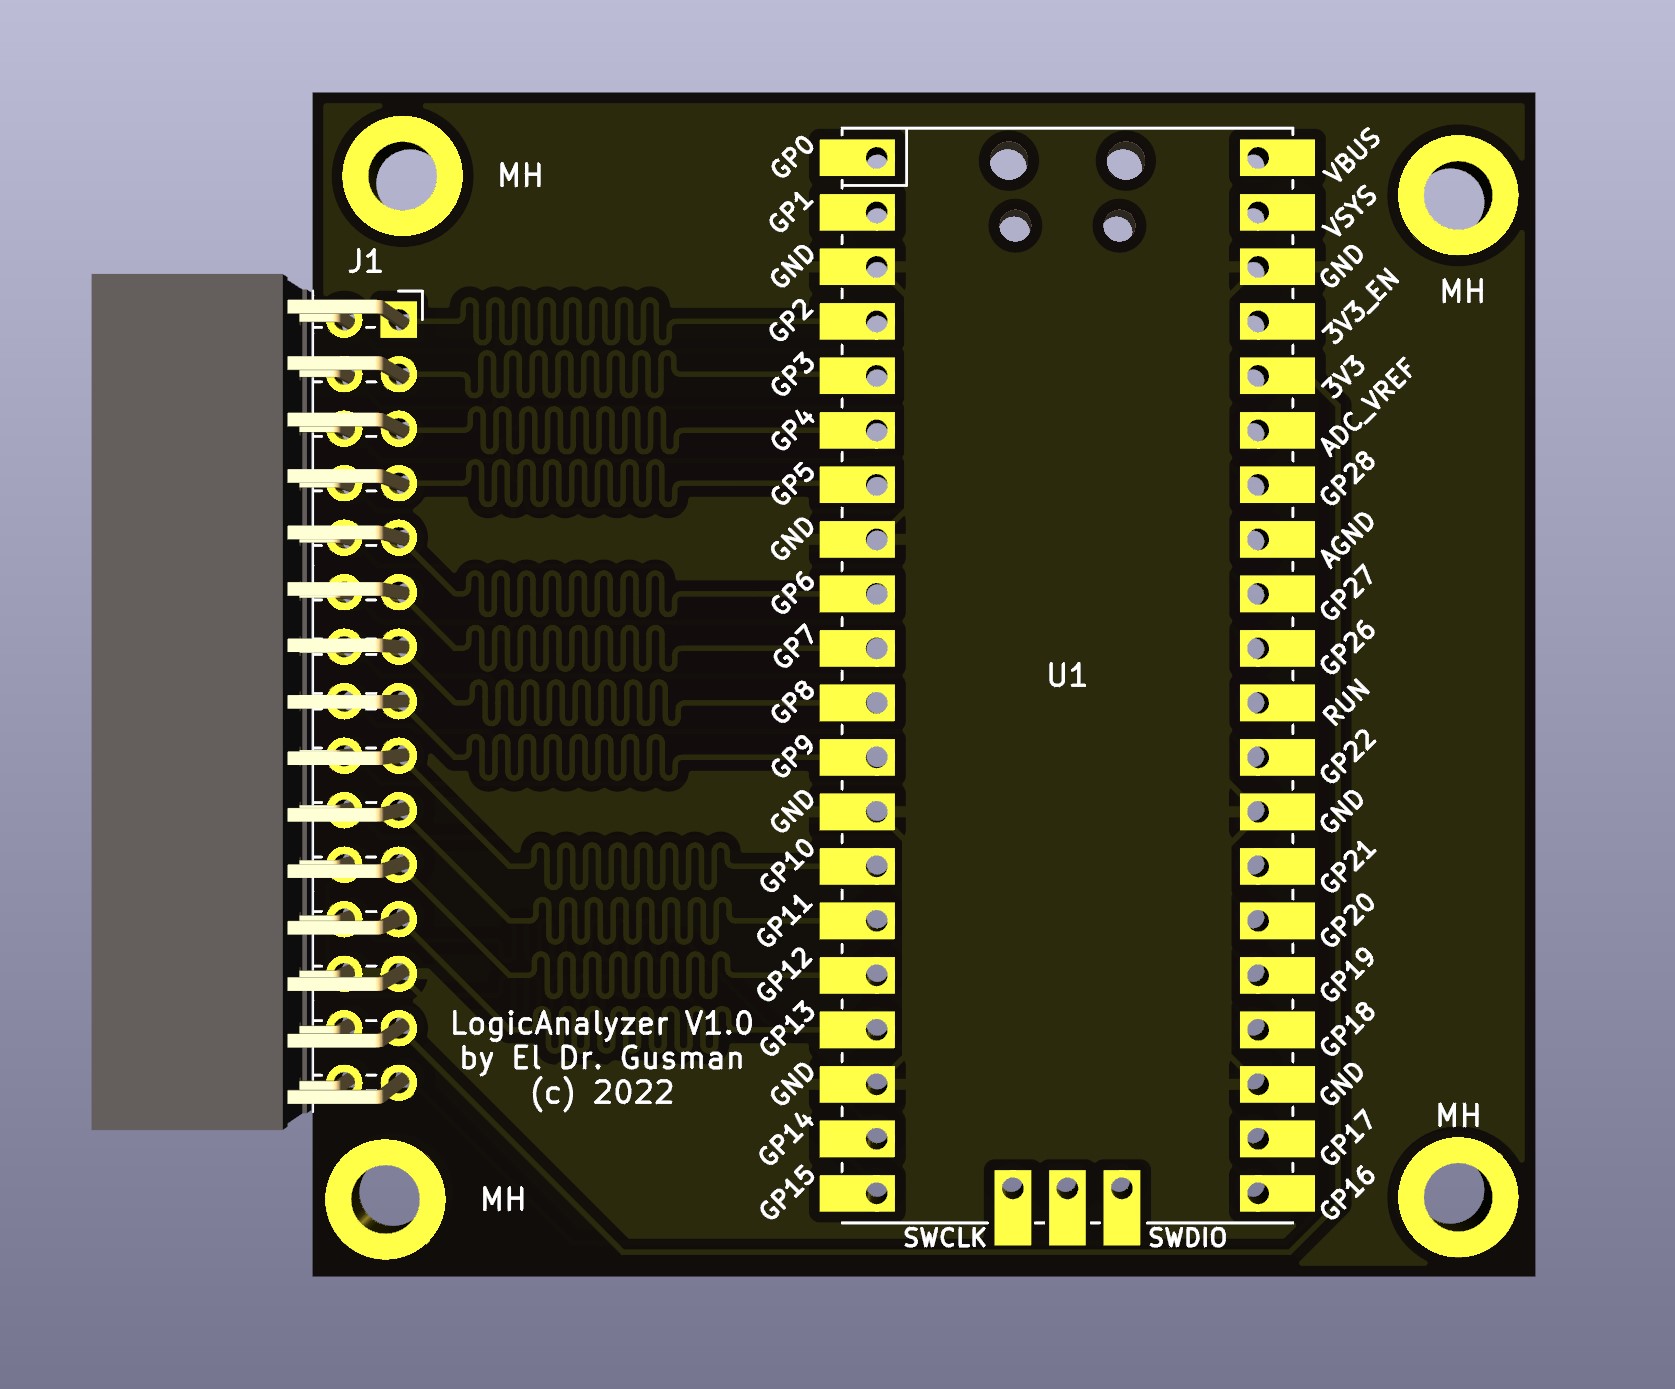 MH
J1
GP0
GP1
GND
GP2
GP3
GP4
GP5
GND
GP6
GP7
GP8
GP9
GND
GP10
GP11
GP12
GP13
GND
GP14
GP15
U1
VBUS
VSYS
GND
3V3_EN
3V3
ADC_VREF
GP28
AGND
GP27
GP26
RUN
GP22
GND
GP21
GP20
GP19
GP18
GND
GP17
GP16
MH
LogicAnalyzer V1.0
by El Dr. Gusman
(c) 2022
MH
MH
SWCLK
SWDIO